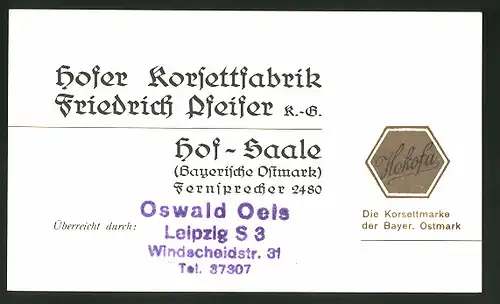 Hofer Korsettfabrik
Friedrich Pfeifer K.-G.
Hof-Saale
(Bayerische Ostmark)
Fernsprecher 2480
Hokofa
Die Korsettmarke
der Bayer. Ostmark
Überreicht durch:
Oswald Oels
Leipzig S 3
Windscheidstr. 31
Tel. 37307